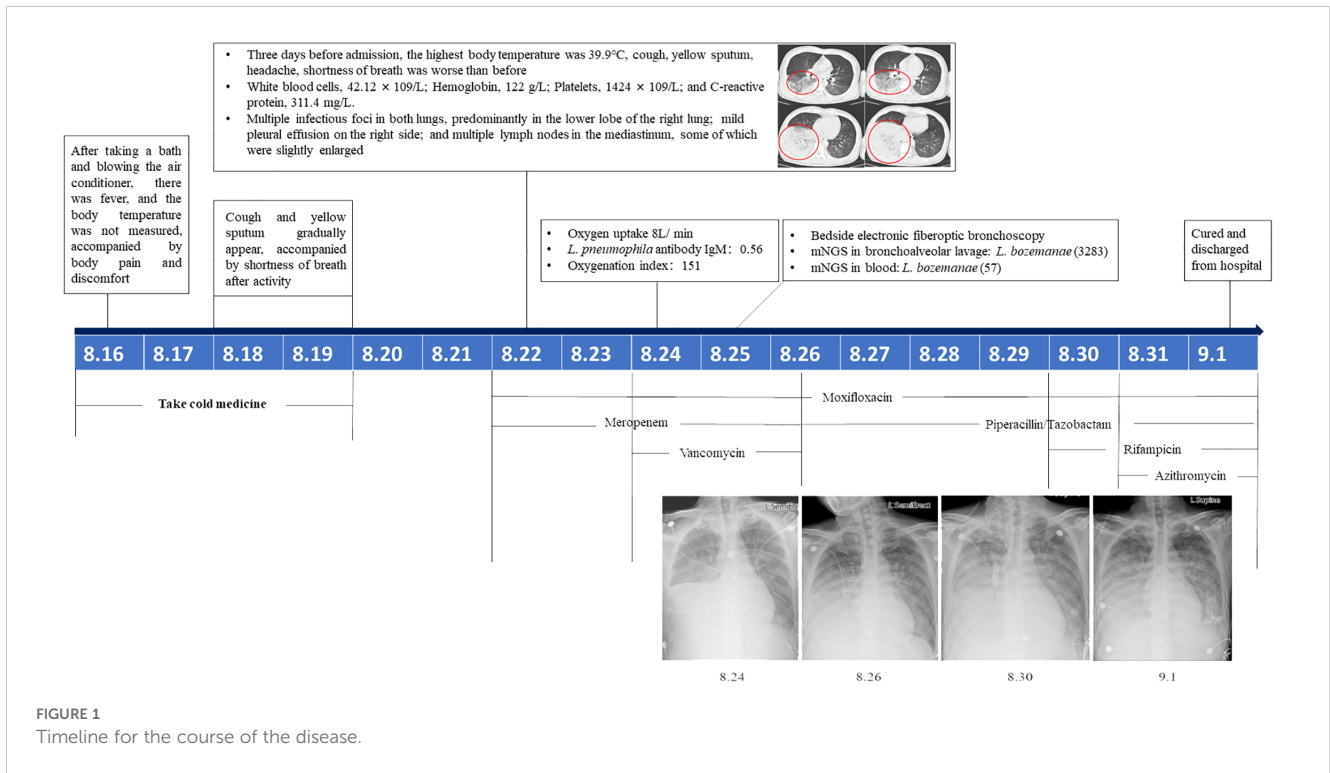 • Three days before admission, the highest body temperature was 39.9°C, cough, yellow sputum,
headache, shortness of breath was worse than before
• White blood cells, 42.12 × 109/L; Hemoglobin, 122 g/L; Platelets, 1424 × 109/L; and C-reactive
protein, 311.4 mg/L.
• Multiple infectious foci in both lungs, predominantly in the lower lobe of the right lung; mild
pleural effusion on the right side; and multiple lymph nodes in the mediastinum, some of which
were slightly enlarged
After taking a bath
and blowing the air
conditioner, there
was fever, and the
body temperature
was not measured,
accompanied by
body pain and
discomfort
Cough and yellow
sputum gradually
appear, accompanied
by shortness of breath
after activity
• Oxygen uptake 8L/ min
• L. pneumophila antibody IgM： 0.56
• Oxygenation index： 151
• Bedside electronic fiberoptic bronchoscopy
• mNGS in bronchoalveolar lavage: L. bozemanae (3283)
• mNGS in blood: L. bozemanae (57)
Cured and
discharged
from hospital
8.16 8.17 8.18 8.19 8.20 8.21 8.22 8.23 8.24 8.25 8.26 8.27 8.28 8.29 8.30 8.31 9.1
Take cold medicine
Moxifloxacin
Meropenem
Piperacillin/Tazobactam
Vancomycin
Rifampicin
Azithromycin
L SemiEre
L SemiErect
L SemiErect
L Supine
8.24 8.26 8.30 9.1
FIGURE 1
Timeline for the course of the disease.